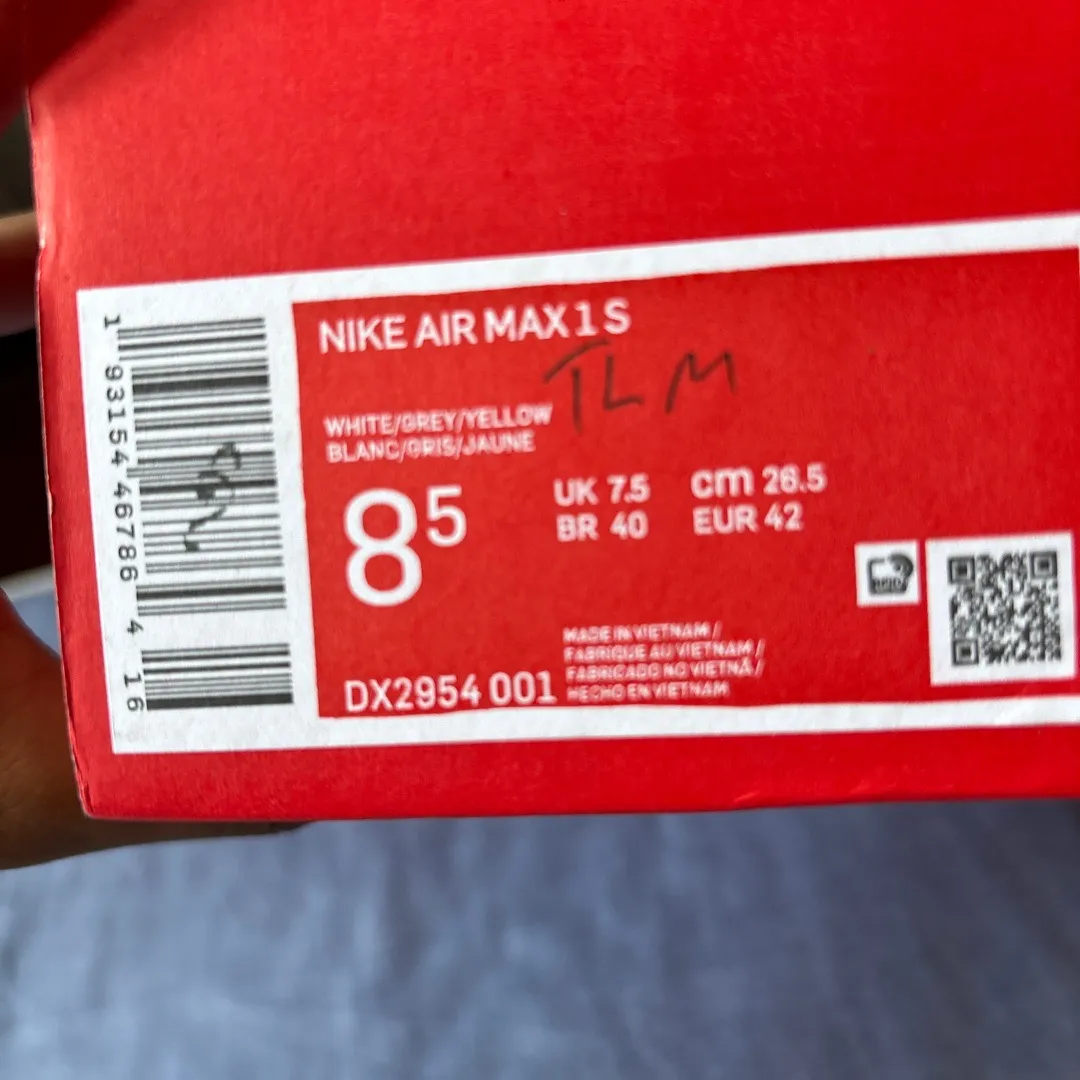 NIKE AIR MAX 1 S
TLM
WHITE/GREY/YELLOW
BLANC/GRIS/JAUNE
8 5
UK 7.5 cm 26.5
BR 40 EUR 42
MADE IN VIETNAM /
FABRIQUE AU VIETNAM /
FABRICADO NO VIETNÃ /
HECHO EN VIETNAM
DX2954 001
1 93154 46786 4 16